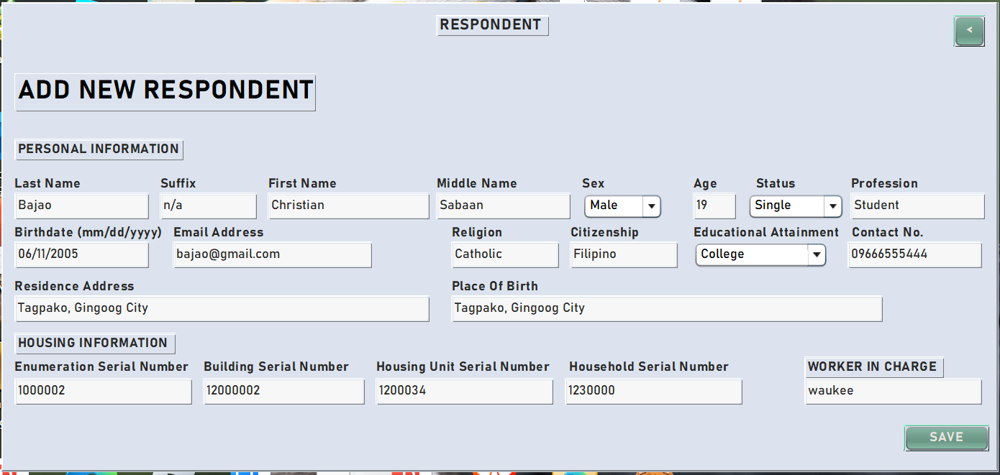 RESPONDENT
<
ADD NEW RESPONDENT
PERSONAL INFORMATION
Last Name Suffix First Name Middle Name Sex Age Status Profession
Bajao n/a Christian Sabaan Male 19 Single Student
Birthdate (mm/dd/yyyy) Email Address Religion Citizenship Educational Attainment Contact No.
06/11/2005 bajao@gmail.com Catholic Filipino College 09666555444
Residence Address Place Of Birth
Tagpako, Gingoog City Tagpako, Gingoog City
HOUSING INFORMATION
Enumeration Serial Number Building Serial Number Housing Unit Serial Number Household Serial Number WORKER IN CHARGE
1000002 12000002 1200034 1230000 waukee
SAVE